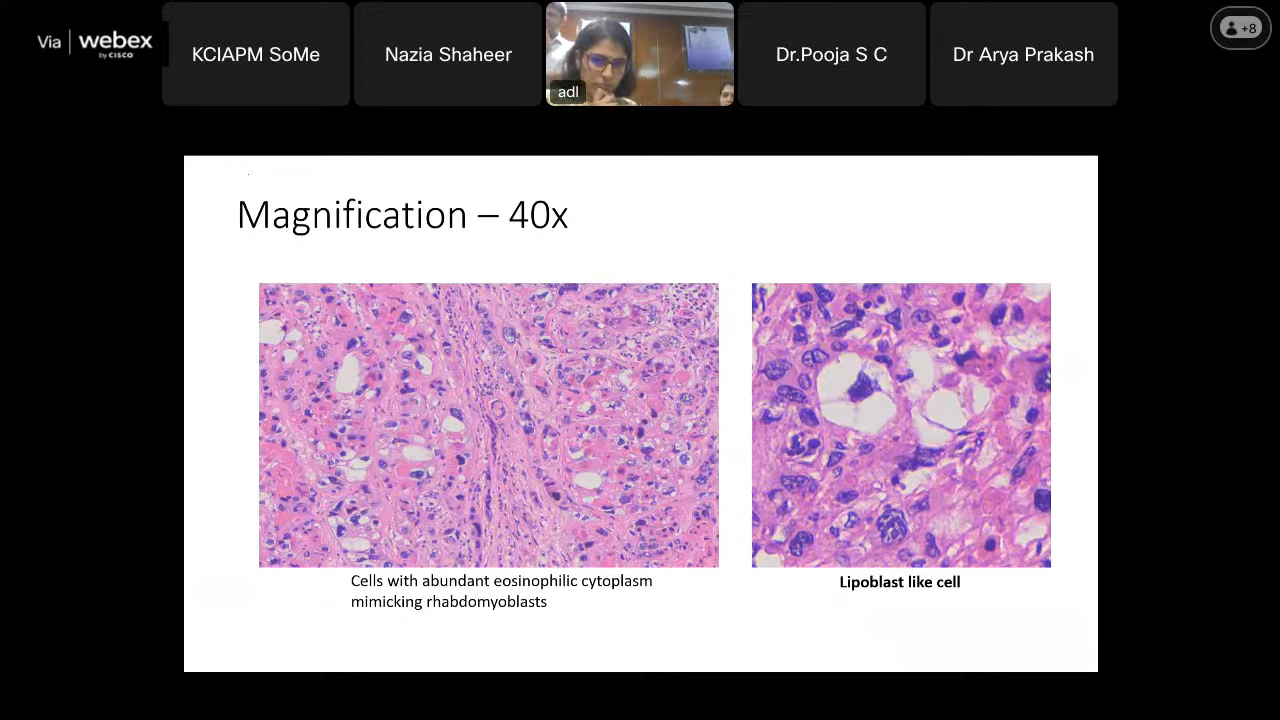 Via webex
by CISCO
KCIAPM SoMe
Nazia Shaheer
adl
Dr.Pooja S C
Dr Arya Prakash
+8
Magnification – 40x
Cells with abundant eosinophilic cytoplasm
mimicking rhabdomyoblasts
Lipoblast like cell